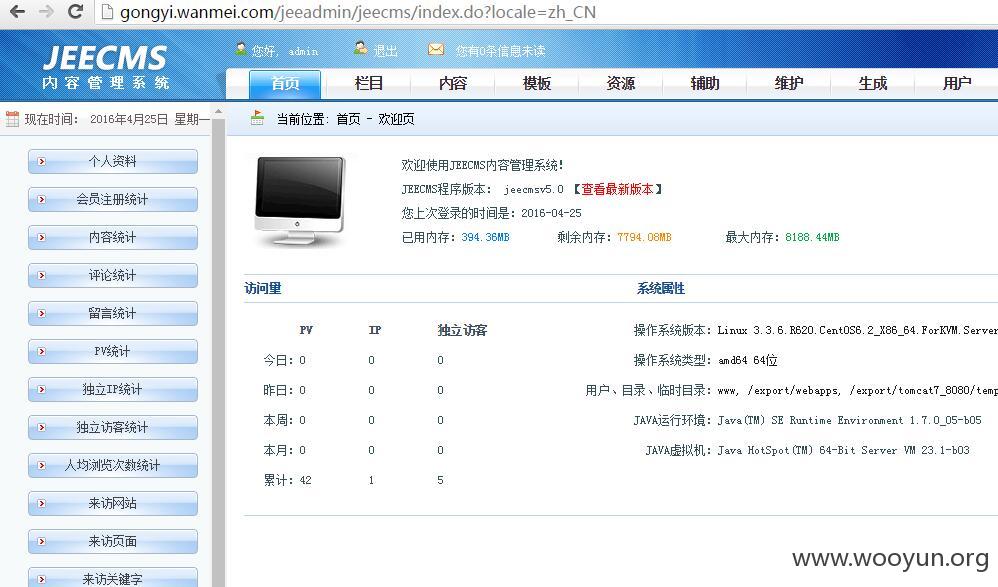 gongyi.wanmei.com/jeeadmin/jeecms/index.do?locale=zh_CN
JEECMS
内容管理系统
您好, admin 退出 您有0条信息未读
首页 栏目 内容 模板 资源 辅助 维护 生成 用户
现在时间: 2016年4月25日 星期一
当前位置: 首页 - 欢迎页
个人资料
会员注册统计
内容统计
评论统计
留言统计
PV统计
独立IP统计
独立访客统计
人均浏览次数统计
来访网站
来访页面
来访关键字
欢迎使用JEECMS内容管理系统!
JEECMS程序版本: jeecmsv5.0 【查看最新版本】
您上次登录的时间是: 2016-04-25
已用内存: 394.36MB 剩余内存: 7794.08MB 最大内存: 8188.44MB
访问量
PV IP 独立访客
今日: 0 0 0
昨日: 0 0 0
本周: 0 0 0
本月: 0 0 0
累计: 42 1 5
系统属性
操作系统版本: Linux 3.3.6.R620.CentOS6.2_X86_64.ForKVM.Server
操作系统类型: amd64 64位
用户、目录、临时目录: www, /export/webapps, /export/tomcat7_8080/temp
JAVA运行环境: Java(TM) SE Runtime Environment 1.7.0_05-b05
JAVA虚拟机: Java HotSpot(TM) 64-Bit Server VM 23.1-b03
www.wooyun.org